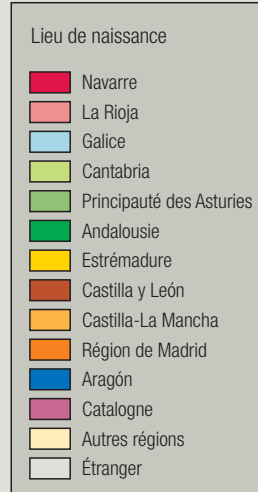 Lieu de naissance
Navarre
La Rioja
Galice
Cantabria
Principauté des Asturies
Andalousie
Estrémadure
Castilla y León
Castilla-La Mancha
Région de Madrid
Aragón
Catalogne
Autres régions
Étranger